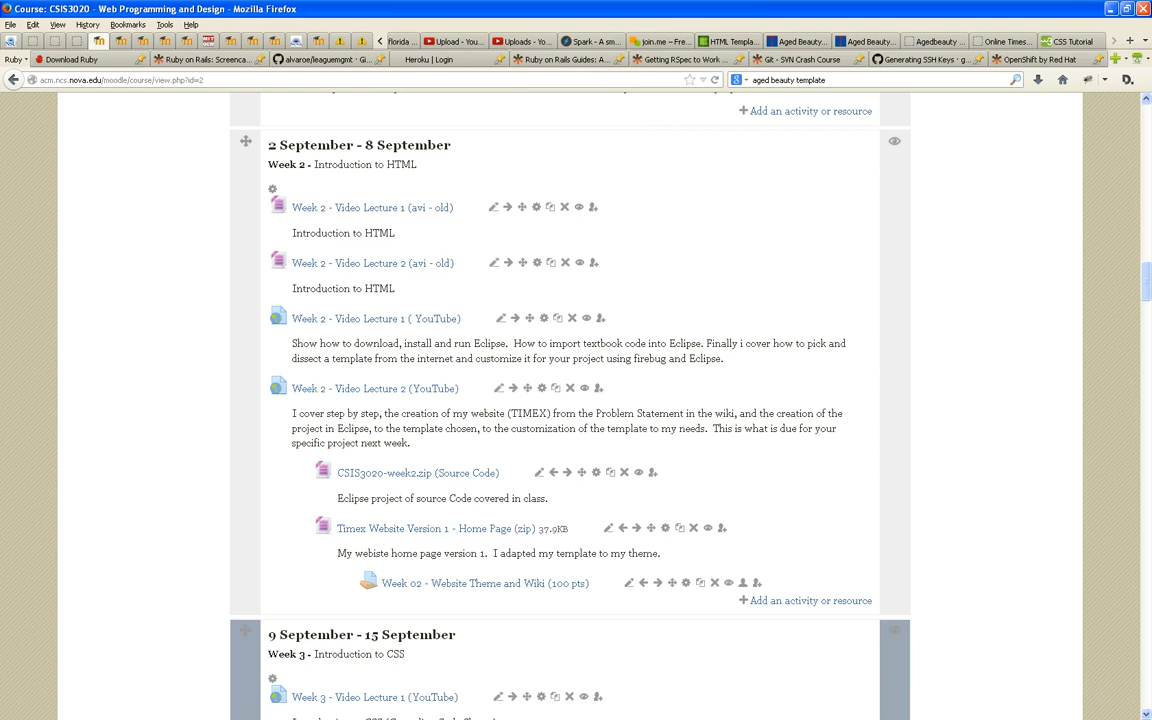 Course: CSIS3020 - Web Programming and Design - Mozilla Firefox
File Edit View History Bookmarks Tools Help
florida ... Upload - You... Uploads - Yo... Spark - A sm... join.me – Fre... HTML Templa... Aged Beauty... Aged Beauty... Agedbeauty ... Online Times... CSS Tutorial
Ruby Download Ruby Ruby on Rails: Screenca... alvaroe/leaguemgmt · Gi... Heroku | Login Ruby on Rails Guides: A... Getting RSpec to Work ... Git - SVN Crash Course Generating SSH Keys · g... OpenShift by Red Hat
acm.ncs.nova.edu/moodle/course/view.php?id=2 aged beauty template D.
Add an activity or resource
2 September - 8 September
Week 2 - Introduction to HTML
Week 2 - Video Lecture 1 (avi - old)
Introduction to HTML
Week 2 - Video Lecture 2 (avi - old)
Introduction to HTML
Week 2 - Video Lecture 1 ( YouTube)
Show how to download, install and run Eclipse. How to import textbook code into Eclipse. Finally i cover how to pick and
dissect a template from the internet and customize it for your project using firebug and Eclipse.
Week 2 - Video Lecture 2 (YouTube)
I cover step by step, the creation of my website (TIMEX) from the Problem Statement in the wiki, and the creation of the
project in Eclipse, to the template chosen, to the customization of the template to my needs. This is what is due for your
specific project next week.
CSIS3020-week2.zip (Source Code)
Eclipse project of source Code covered in class.
Timex Website Version 1 - Home Page (zip) 37.9KB
My webiste home page version 1. I adapted my template to my theme.
Week 02 - Website Theme and Wiki (100 pts)
Add an activity or resource
9 September - 15 September
Week 3 - Introduction to CSS
Week 3 - Video Lecture 1 (YouTube)